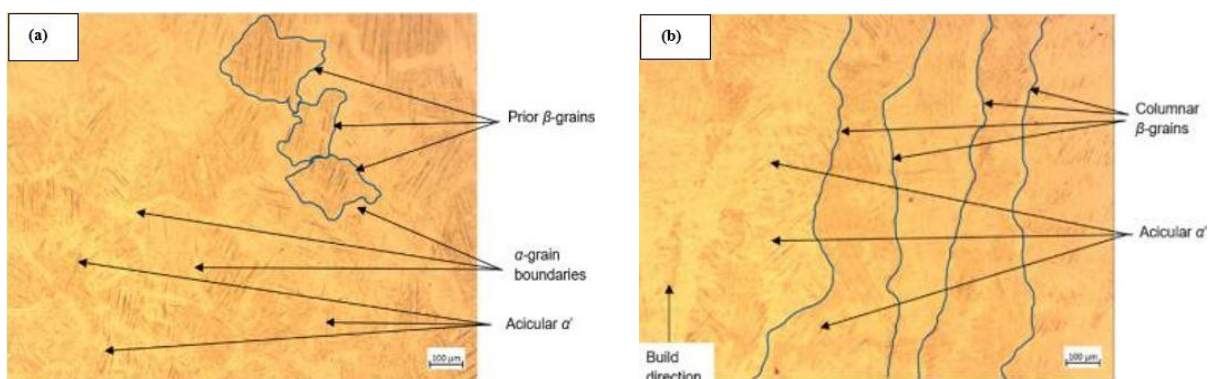 (a)
Prior β-grains
α-grain
boundaries
Acicular α'
100 μm
(b)
Columnar
β-grains
Acicular α'
Build
direction
100 μm